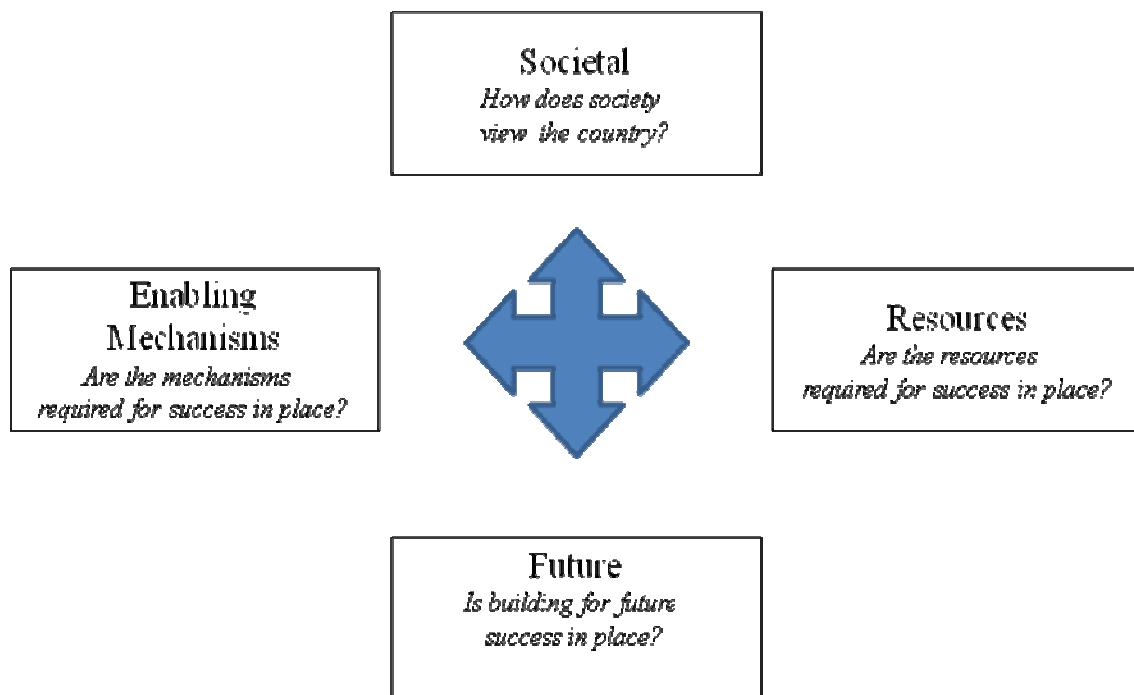 Societal
How does society
view the country?
Enabling
Mechanisms
Are the mechanisms
required for success in place?
Resources
Are the resources
required for success in place?
Future
Is building for future
success in place?